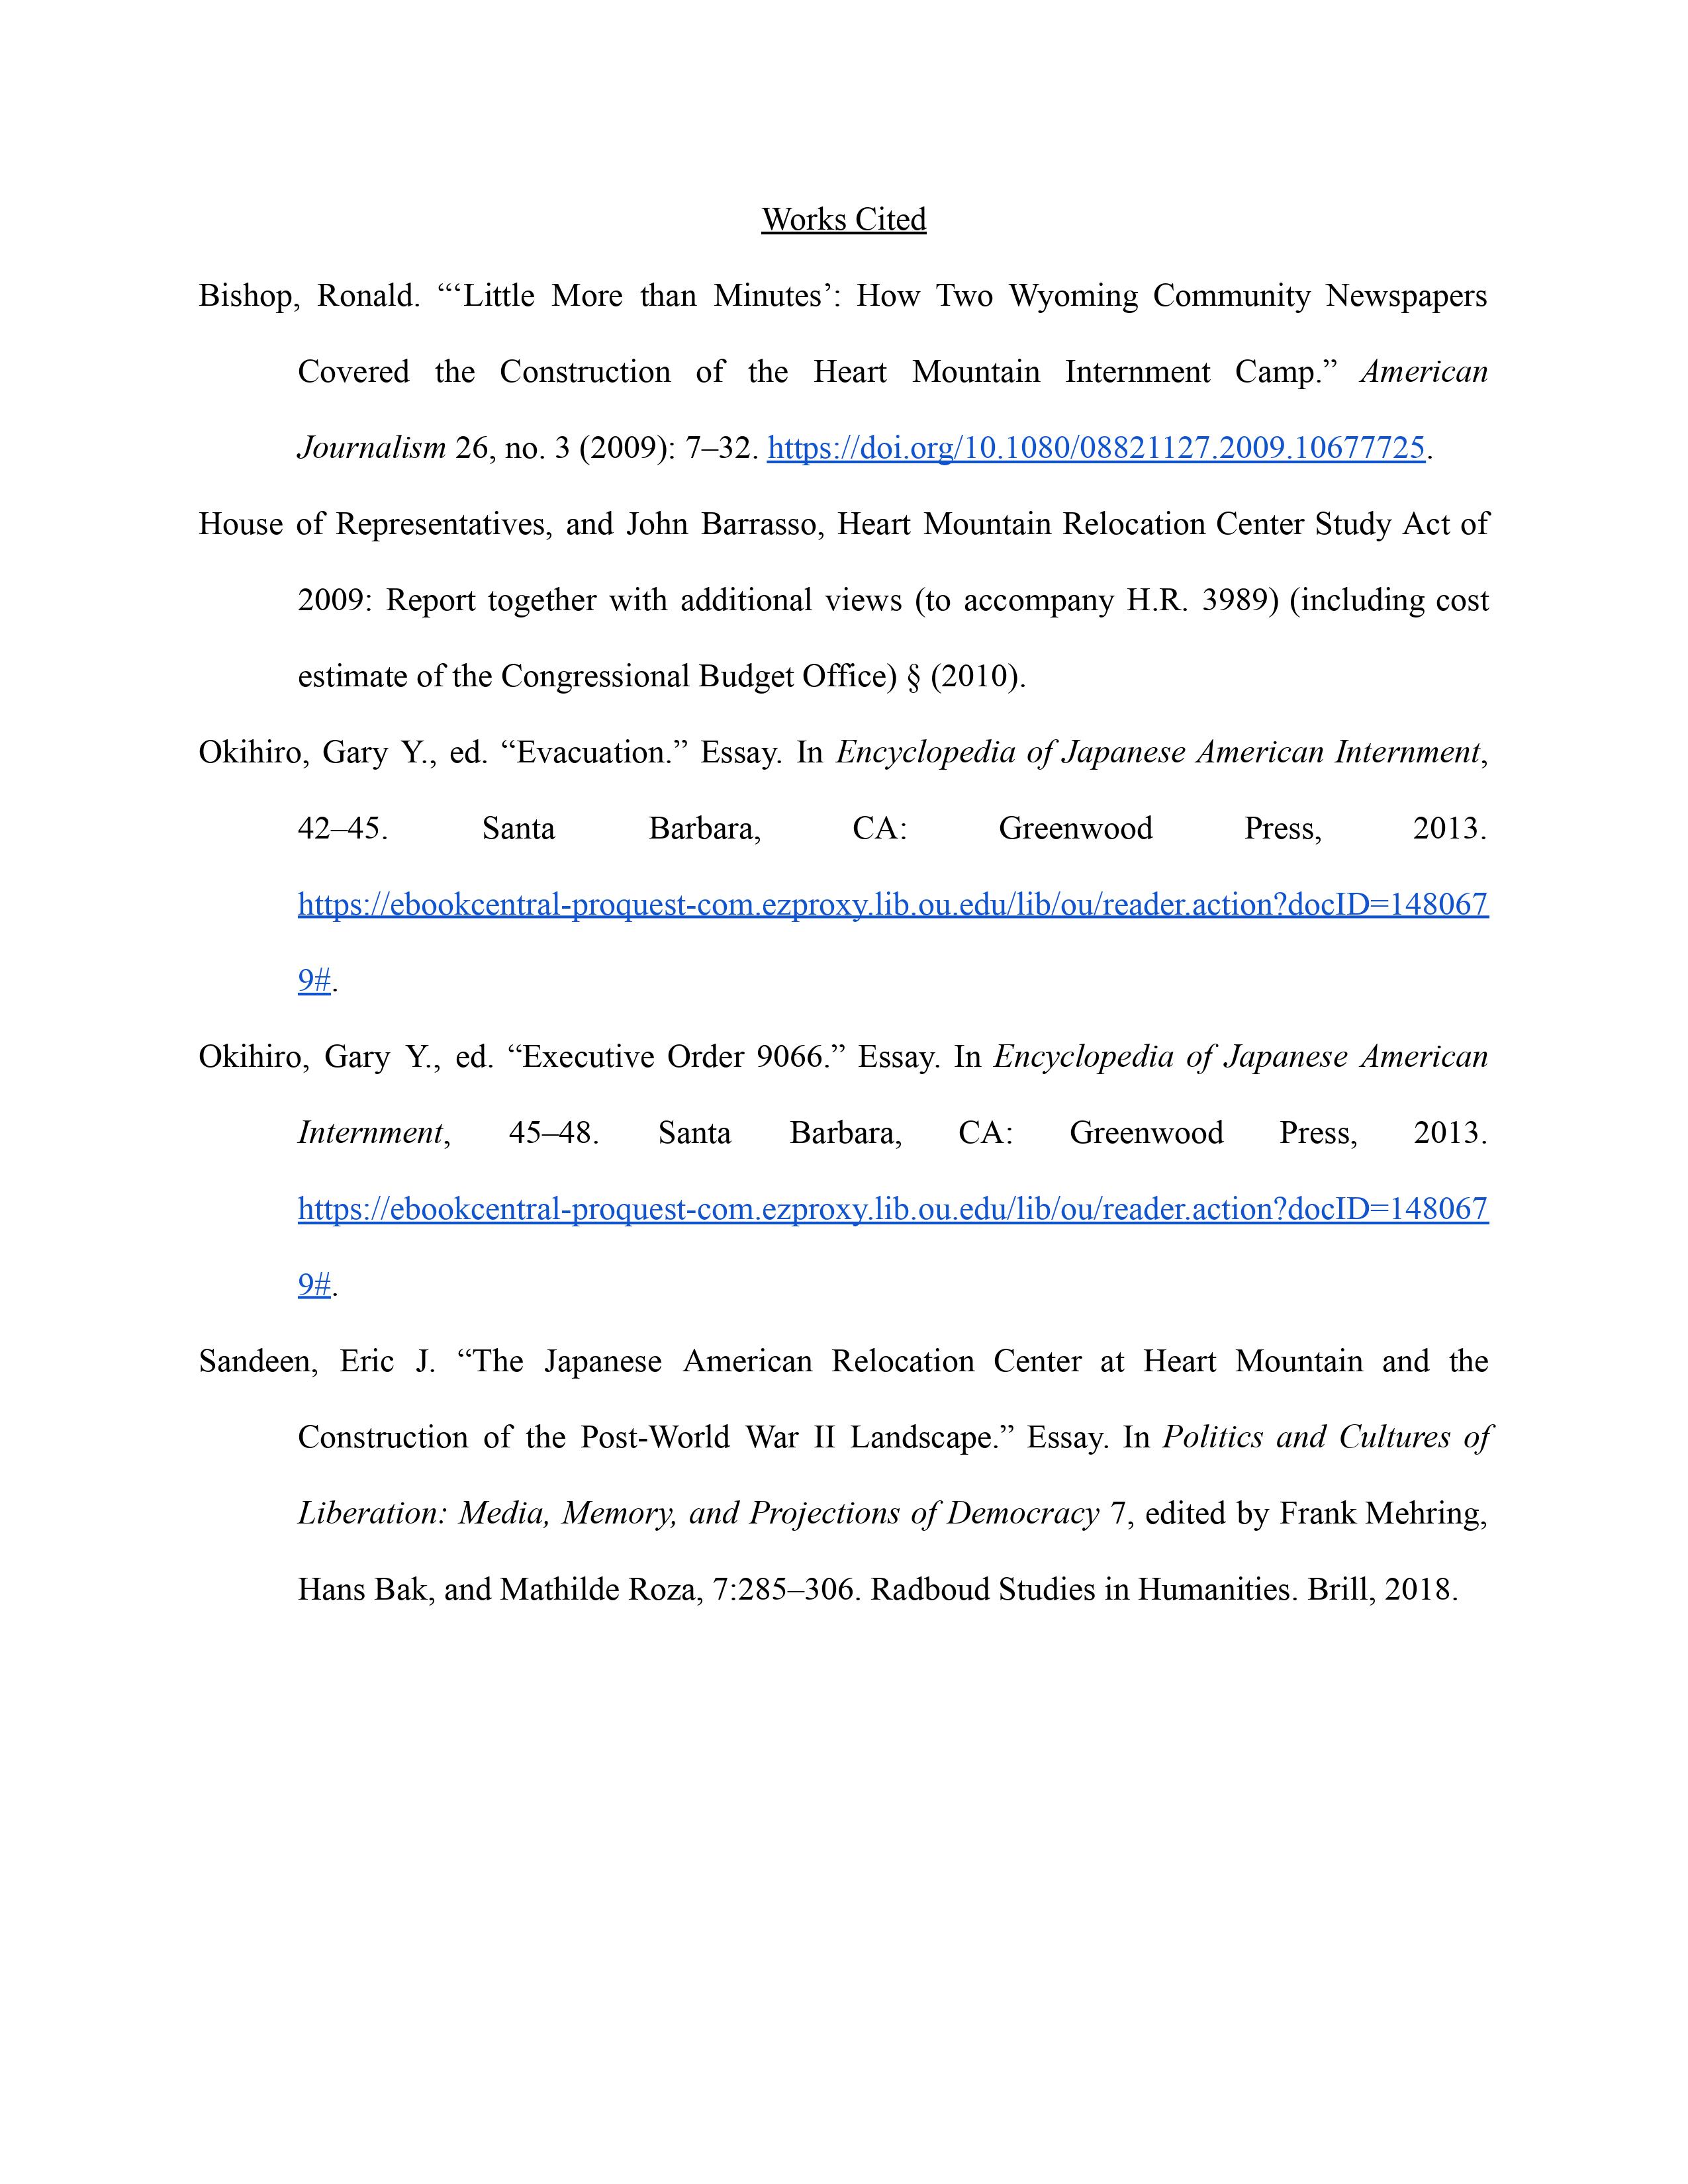 Works Cited
Bishop, Ronald. “‘Little More than Minutes’: How Two Wyoming Community Newspapers
Covered the Construction of the Heart Mountain Internment Camp.” American
Journalism 26, no. 3 (2009): 7–32. https://doi.org/10.1080/08821127.2009.10677725.
House of Representatives, and John Barrasso, Heart Mountain Relocation Center Study Act of
2009: Report together with additional views (to accompany H.R. 3989) (including cost
estimate of the Congressional Budget Office) § (2010).
Okihiro, Gary Y., ed. “Evacuation.” Essay. In Encyclopedia of Japanese American Internment,
42–45. Santa Barbara, CA: Greenwood Press, 2013.
https://ebookcentral-proquest-com.ezproxy.lib.ou.edu/lib/ou/reader.action?docID=148067
9#.
Okihiro, Gary Y., ed. “Executive Order 9066.” Essay. In Encyclopedia of Japanese American
Internment, 45–48. Santa Barbara, CA: Greenwood Press, 2013.
https://ebookcentral-proquest-com.ezproxy.lib.ou.edu/lib/ou/reader.action?docID=148067
9#.
Sandeen, Eric J. “The Japanese American Relocation Center at Heart Mountain and the
Construction of the Post-World War II Landscape.” Essay. In Politics and Cultures of
Liberation: Media, Memory, and Projections of Democracy 7, edited by Frank Mehring,
Hans Bak, and Mathilde Roza, 7:285–306. Radboud Studies in Humanities. Brill, 2018.